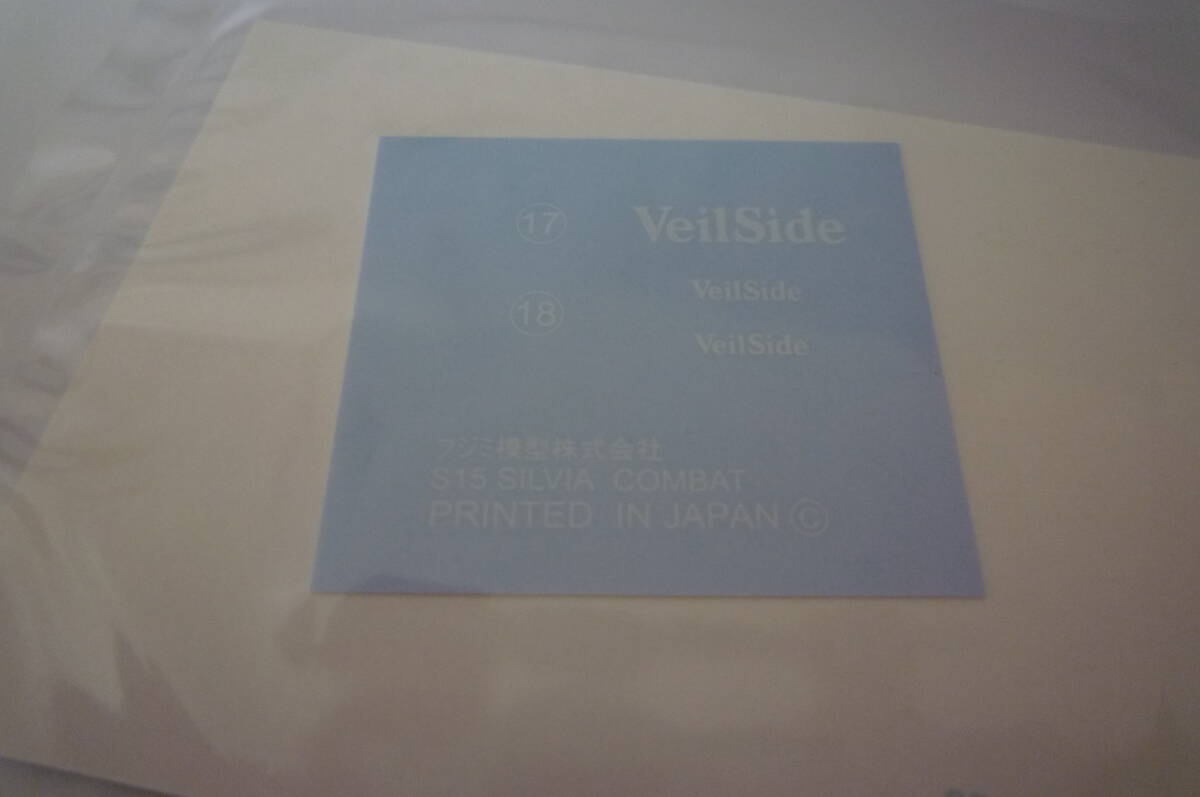 17 VeilSide
VeilSide
18
VeilSide
フジミ模型株式会社
S15 SILVIA COMBAT
PRINTED IN JAPAN ©